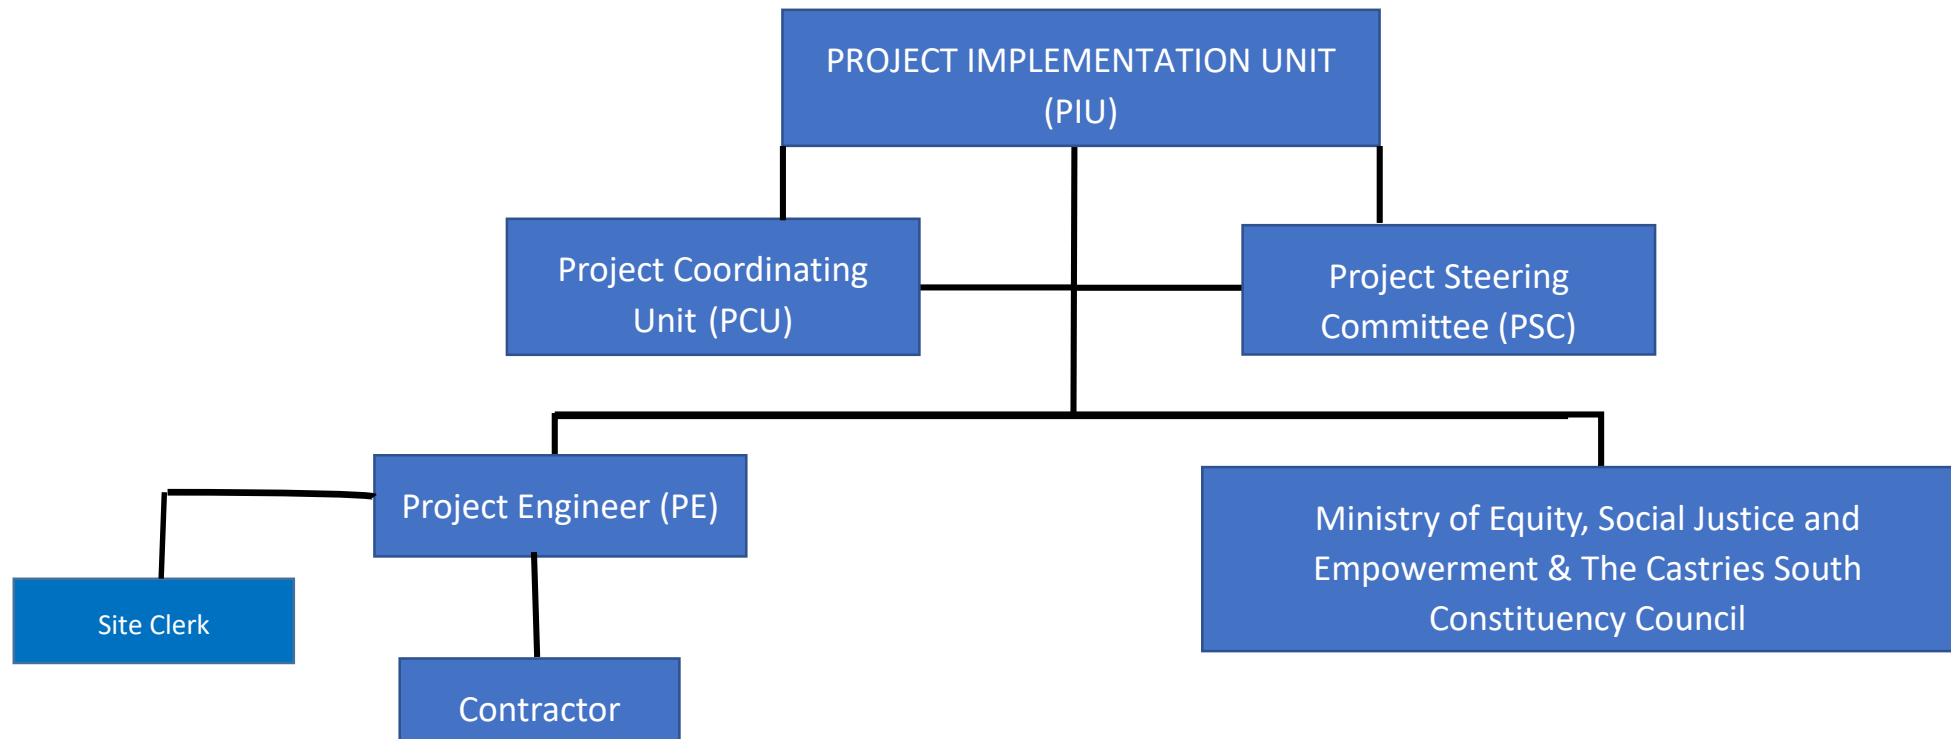 PROJECT IMPLEMENTATION UNIT
(PIU)
Project Coordinating
Unit (PCU)
Project Steering
Committee (PSC)
Project Engineer (PE)
Ministry of Equity, Social Justice and
Empowerment & The Castries South
Constituency Council
Site Clerk
Contractor